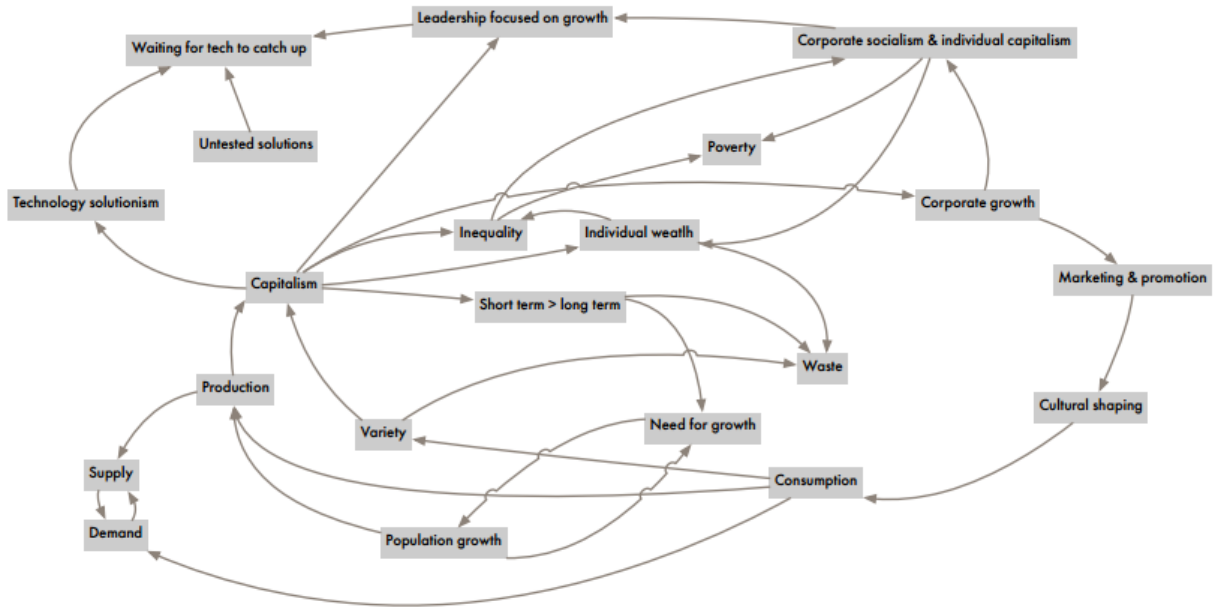 Leadership focused on growth
Corporate socialism & individual capitalism
Waiting for tech to catch up
Untested solutions
Poverty
Technology solutionism
Corporate growth
Inequality
Individual weatlh
Marketing & promotion
Capitalism
Short term > long term
Waste
Production
Cultural shaping
Variety
Need for growth
Supply
Consumption
Demand
Population growth